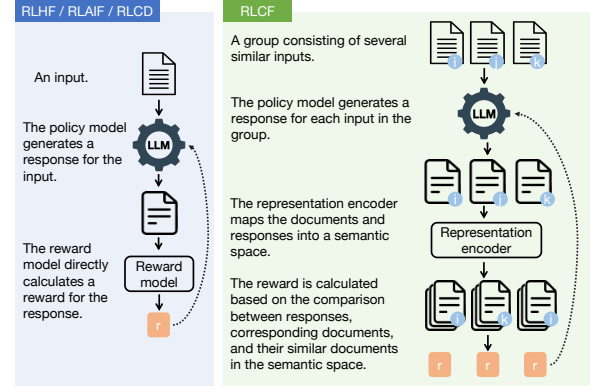 RLHF / RLAIF / RLCD
An input.
The policy model
generates a
response for the
input.
LLM
The reward
model directly
calculates a
reward for the
response.
Reward
model
r
RLCF
A group consisting of several
similar inputs.
i
j
k
The policy model generates a
response for each input in the
group.
LLM
i
j
k
The representation encoder
maps the documents and
responses into a semantic
space.
Representation
encoder
The reward is calculated
based on the comparison
between responses,
corresponding documents,
and their similar documents
in the semantic space.
i
k
j
r
r
r